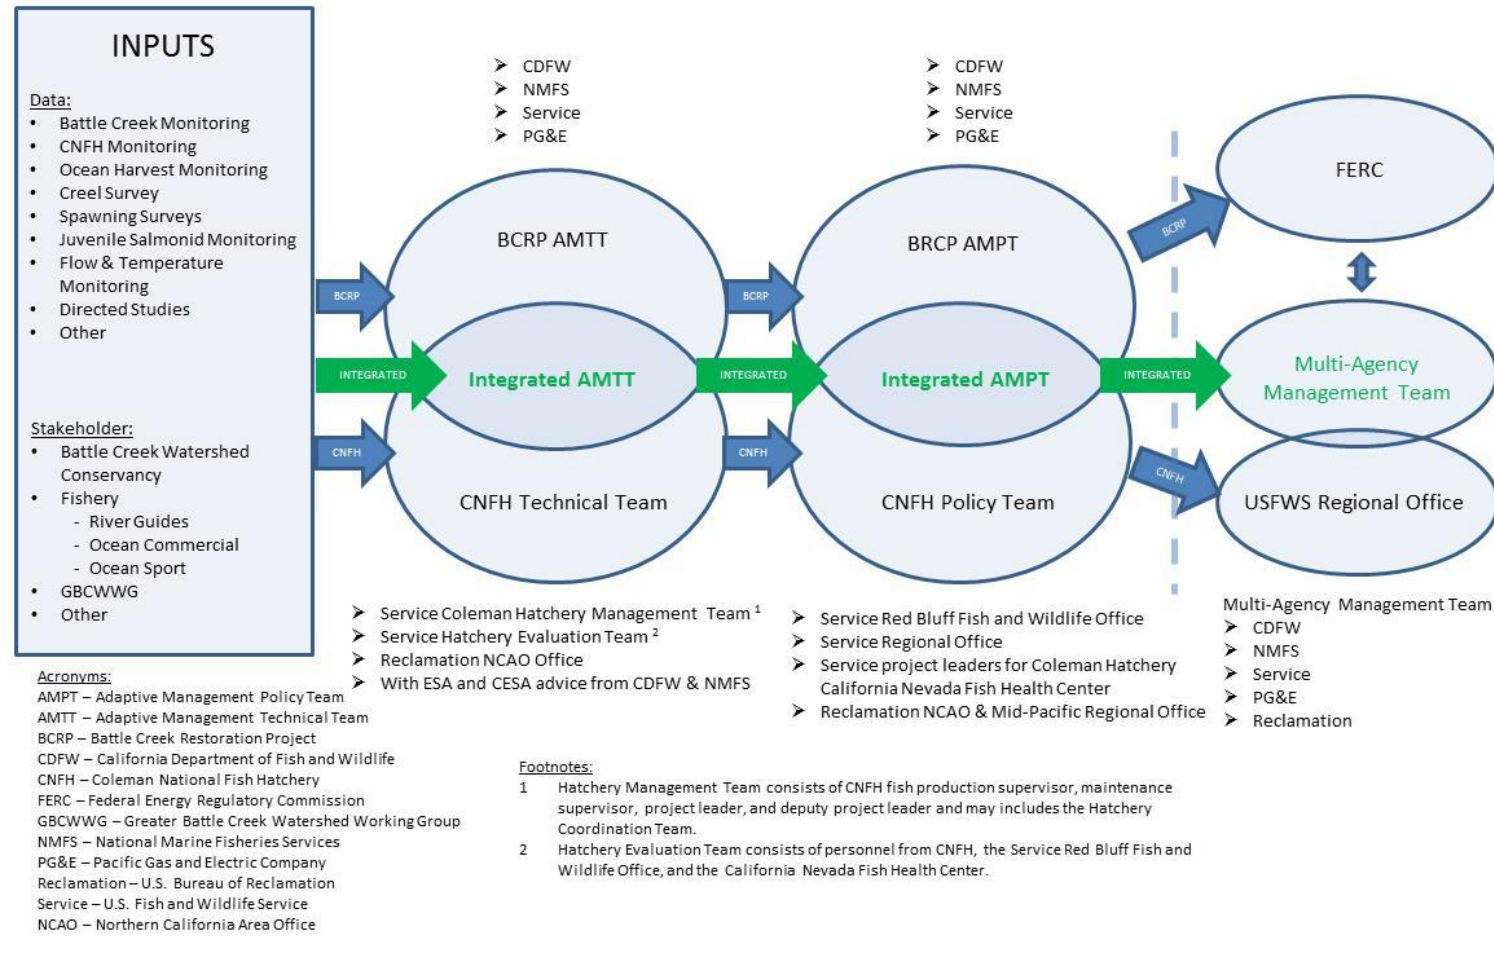 INPUTS
Data:
• Battle Creek Monitoring
• CNFH Monitoring
• Ocean Harvest Monitoring
• Creel Survey
• Spawning Surveys
• Juvenile Salmonid Monitoring
• Flow & Temperature
Monitoring
• Directed Studies
• Other
Stakeholder:
• Battle Creek Watershed
Conservancy
• Fishery
- River Guides
- Ocean Commercial
- Ocean Sport
• GBCWWG
• Other
BCRP
INTEGRATED
CNFH
➤ CDFW
➤ NMFS
➤ Service
➤ PG&E
BCRP AMTT
Integrated AMTT
CNFH Technical Team
➤ Service Coleman Hatchery Management Team 1
➤ Service Hatchery Evaluation Team 2
➤ Reclamation NCAO Office
➤ With ESA and CESA advice from CDFW & NMFS
BCRP
INTEGRATED
CNFH
➤ CDFW
➤ NMFS
➤ Service
➤ PG&E
BRCP AMPT
Integrated AMPT
CNFH Policy Team
➤ Service Red Bluff Fish and Wildlife Office
➤ Service Regional Office
➤ Service project leaders for Coleman Hatchery
California Nevada Fish Health Center
➤ Reclamation NCAO & Mid-Pacific Regional Office
BCRP
INTEGRATED
CNFH
FERC
Multi-Agency
Management Team
USFWS Regional Office
Multi-Agency Management Team
➤ CDFW
➤ NMFS
➤ Service
➤ PG&E
➤ Reclamation
Acronyms:
AMPT – Adaptive Management Policy Team
AMTT – Adaptive Management Technical Team
BCRP – Battle Creek Restoration Project
CDFW – California Department of Fish and Wildlife
CNFH – Coleman National Fish Hatchery
FERC – Federal Energy Regulatory Commission
GBCWWG – Greater Battle Creek Watershed Working Group
NMFS – National Marine Fisheries Services
PG&E – Pacific Gas and Electric Company
Reclamation – U.S. Bureau of Reclamation
Service – U.S. Fish and Wildlife Service
NCAO – Northern California Area Office
Footnotes:
1 Hatchery Management Team consists of CNFH fish production supervisor, maintenance
supervisor, project leader, and deputy project leader and may includes the Hatchery
Coordination Team.
2 Hatchery Evaluation Team consists of personnel from CNFH, the Service Red Bluff Fish and
Wildlife Office, and the California Nevada Fish Health Center.